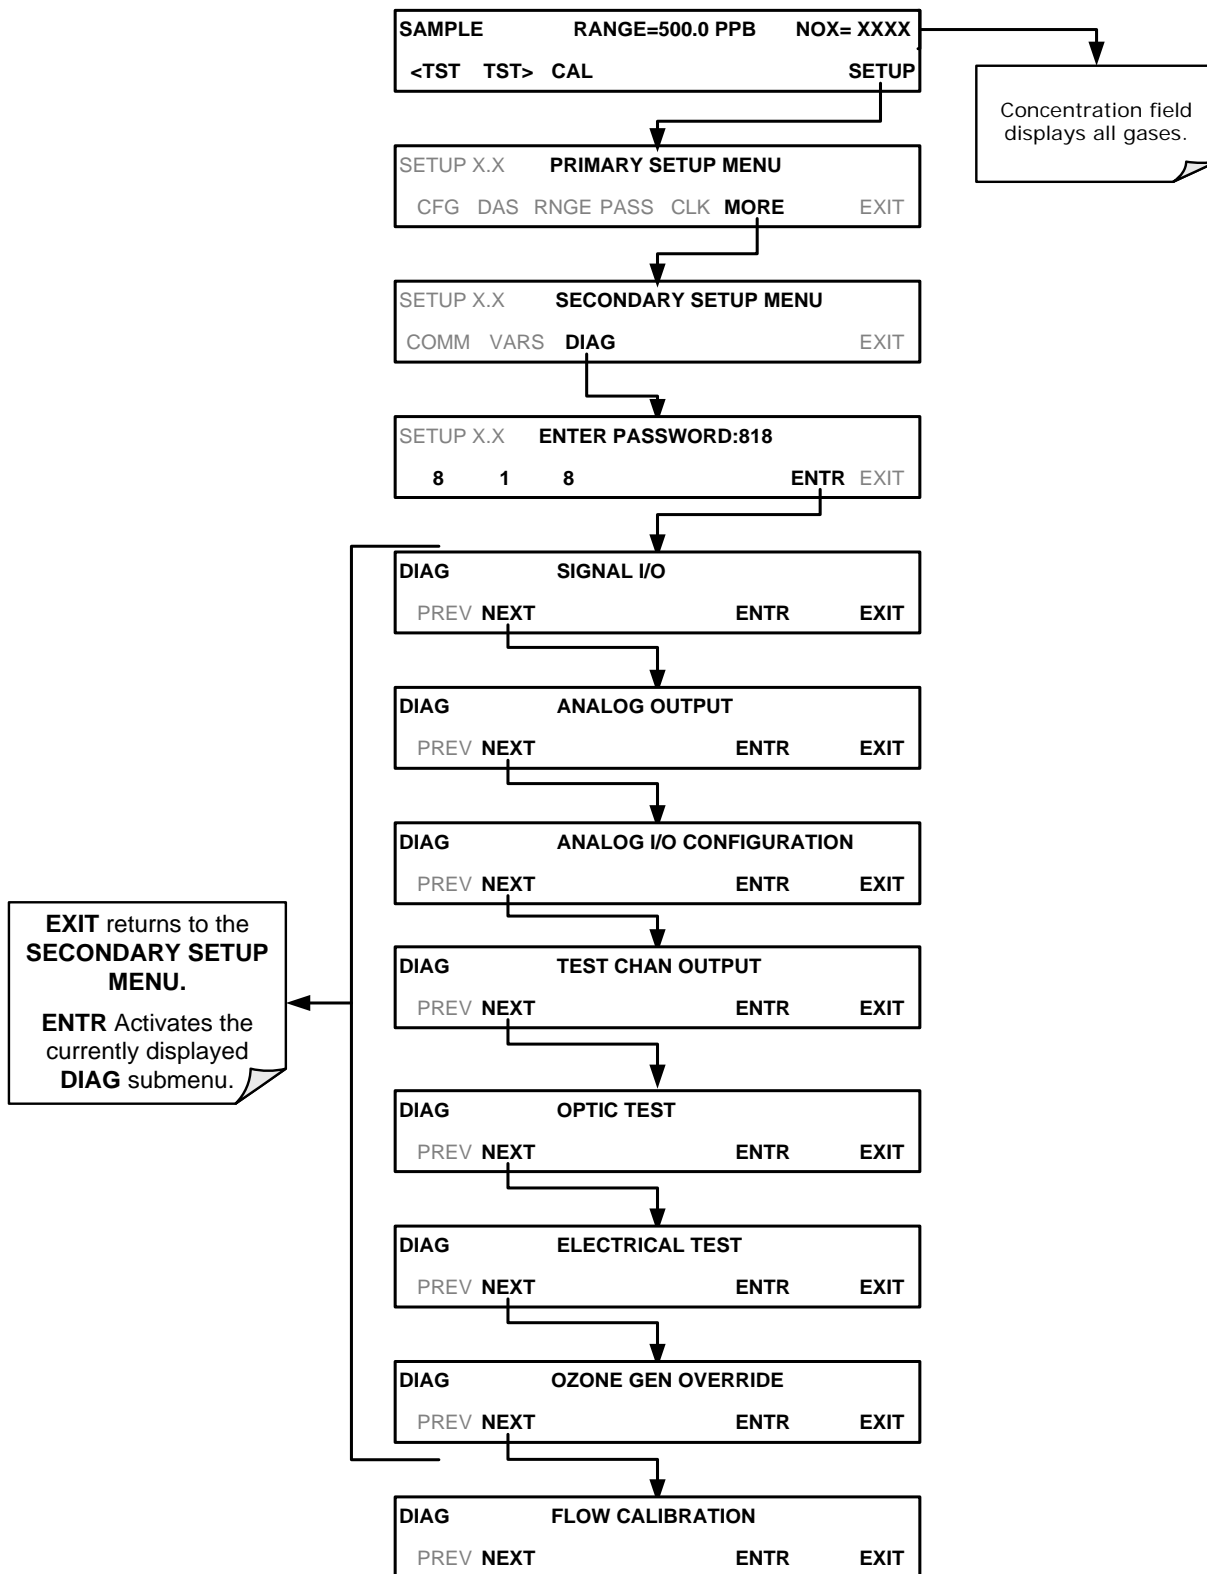 SAMPLE RANGE=500.0 PPB NOX= XXXX
<TST TST> CAL SETUP
Concentration field
displays all gases.
SETUP X.X PRIMARY SETUP MENU
CFG DAS RNGE PASS CLK MORE EXIT
SETUP X.X SECONDARY SETUP MENU
COMM VARS DIAG EXIT
SETUP X.X ENTER PASSWORD:818
8 1 8 ENTR EXIT
DIAG SIGNAL I/O
PREV NEXT ENTR EXIT
DIAG ANALOG OUTPUT
PREV NEXT ENTR EXIT
DIAG ANALOG I/O CONFIGURATION
PREV NEXT ENTR EXIT
EXIT returns to the
SECONDARY SETUP
MENU.
ENTR Activates the
currently displayed
DIAG submenu.
DIAG TEST CHAN OUTPUT
PREV NEXT ENTR EXIT
DIAG OPTIC TEST
PREV NEXT ENTR EXIT
DIAG ELECTRICAL TEST
PREV NEXT ENTR EXIT
DIAG OZONE GEN OVERRIDE
PREV NEXT ENTR EXIT
DIAG FLOW CALIBRATION
PREV NEXT ENTR EXIT